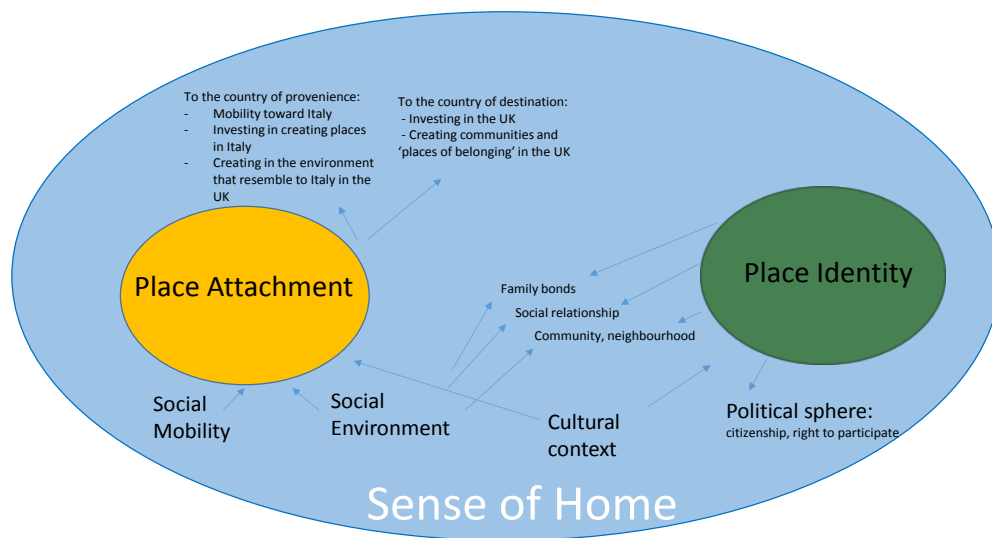 To the country of provenience:
- Mobility toward Italy
- Investing in creating places
in Italy
- Creating in the environment
that resemble to Italy in the
UK
To the country of destination:
- Investing in the UK
- Creating communities and
‘places of belonging’ in the UK
Place Attachment
Place Identity
Family bonds
Social relationship
Community, neighbourhood
Social
Mobility
Social
Environment
Cultural
context
Political sphere:
citizenship, right to participate
Sense of Home